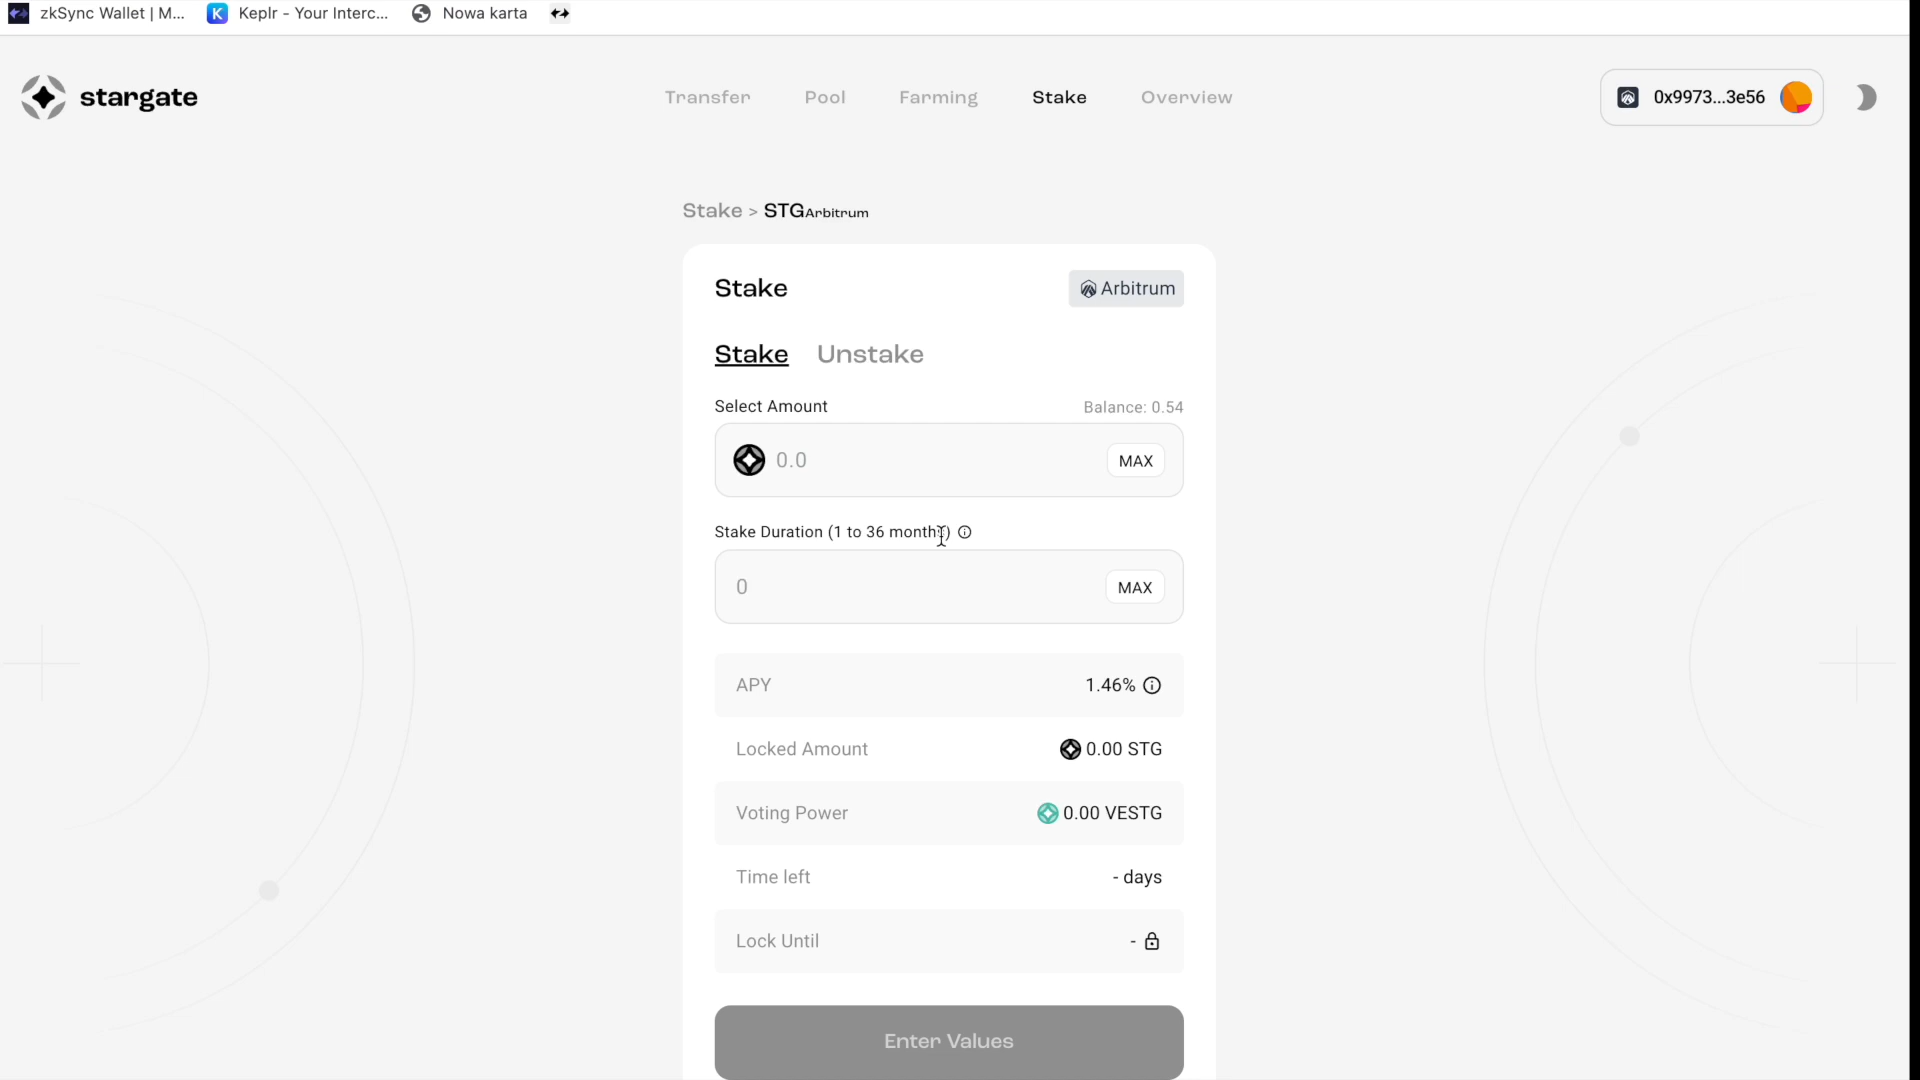 zkSync Wallet | M... Keplr - Your Interc... Nowa karta
stargate
Transfer Pool Farming Stake Overview
0x9973...3e56
Stake > STG Arbitrum
Stake Arbitrum
Stake Unstake
Select Amount Balance: 0.54
0.0 MAX
Stake Duration (1 to 36 months)
0 MAX
APY 1.46%
Locked Amount 0.00 STG
Voting Power 0.00 VESTG
Time left - days
Lock Until -
Enter Values